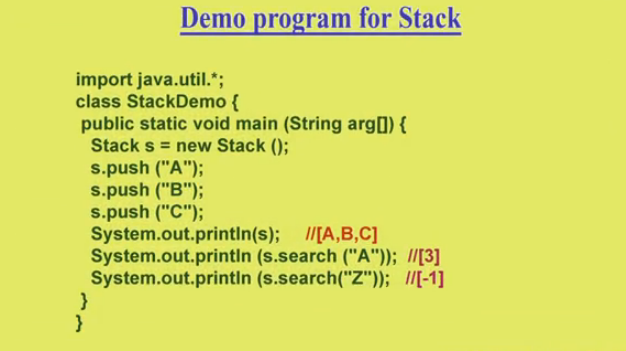 Demo program for Stack
import java.util.*;
class StackDemo {
public static void main (String arg[]) {
Stack s = new Stack ();
s.push ("A");
s.push ("B");
s.push ("C");
System.out.println(s); //[A,B,C]
System.out.println (s.search ("A")); //[3]
System.out.println (s.search("Z")); //[-1]
}
}